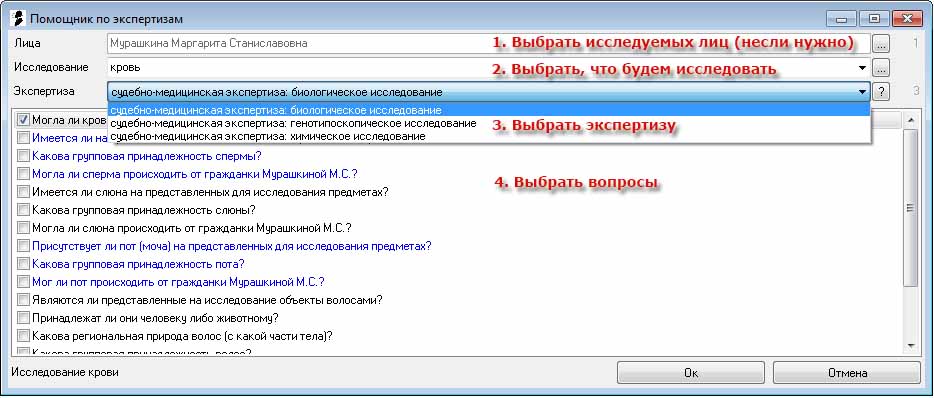 Помощник по экспертизам
Лица Мурашкина Маргарита Станиславовна 1. Выбрать исследуемых лиц (несли нужно) ... 1
Исследование кровь 2. Выбрать, что будем исследовать ...
Экспертиза судебно-медицинская экспертиза: биологическое исследование ? 3
судебно-медицинская экспертиза: биологическое исследование
Могла ли кров
судебно-медицинская экспертиза: генотипоскопическое исследование 3. Выбрать экспертизу
Имеется ли на
судебно-медицинская экспертиза: химическое исследование
Какова групповая принадлежность спермы?
Могла ли сперма происходить от гражданки Мурашкиной М.С.? 4. Выбрать вопросы
Имеется ли слюна на представленных для исследования предметах?
Какова групповая принадлежность слюны?
Могла ли слюна происходить от гражданки Мурашкиной М.С.?
Присутствует ли пот (моча) на представленных для исследования предметах?
Какова групповая принадлежность пота?
Мог ли пот происходить от гражданки Мурашкиной М.С.?
Являются ли представленные на исследование объекты волосами?
Принадлежат ли они человеку либо животному?
Какова региональная природа волос (с какой части тела)?
Какова групповая принадлежность волос?
Исследование крови Ок Отмена